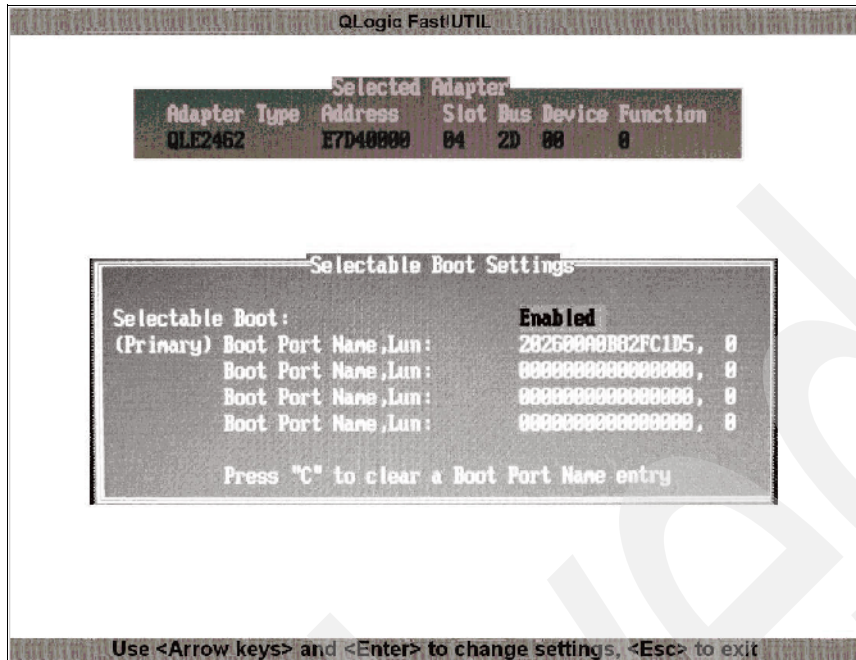 QLogic Fast!UTIL
Selected Adapter
Adapter Type Address Slot Bus Device Function
QLE2462 E7D40000 04 2D 00 0
Selectable Boot Settings
Selectable Boot: Enabled
(Primary) Boot Port Name,Lun: 202600A0B82FC1D5, 0
Boot Port Name,Lun: 0000000000000000, 0
Boot Port Name,Lun: 0000000000000000, 0
Boot Port Name,Lun: 0000000000000000, 0
Press "C" to clear a Boot Port Name entry
Use <Arrow keys> and <Enter> to change settings, <Esc> to exit